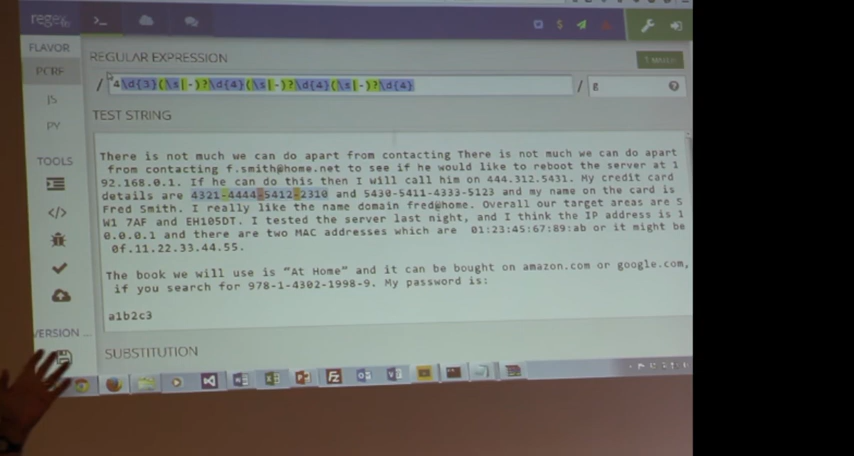 FLAVOR
PCRE
JS
PY
TOOLS
</>
REGULAR EXPRESSION
/ 4\d{3}(\s|-)?\d{4}(\s|-)?\d{4}(\s|-)?\d{4} / g
TEST STRING
There is not much we can do apart from contacting There is not much we can do apart
from contacting f.smith@home.net to see if he would like to reboot the server at 1
92.168.0.1. If he can do this then I will call him on 444.312.5431. My credit card
details are 4321-4444-5412-2310 and 5430-5411-4333-5123 and my name on the card is
Fred Smith. I really like the name domain fred@home. Overall our target areas are S
W1 7AF and EH105DT. I tested the server last night, and I think the IP address is 1
0.0.0.1 and there are two MAC addresses which are 01:23:45:67:89:ab or it might be
0f.11.22.33.44.55.
The book we will use is "At Home" and it can be bought on amazon.com or google.com,
if you search for 978-1-4302-1998-9. My password is:
a1b2c3
SUBSTITUTION